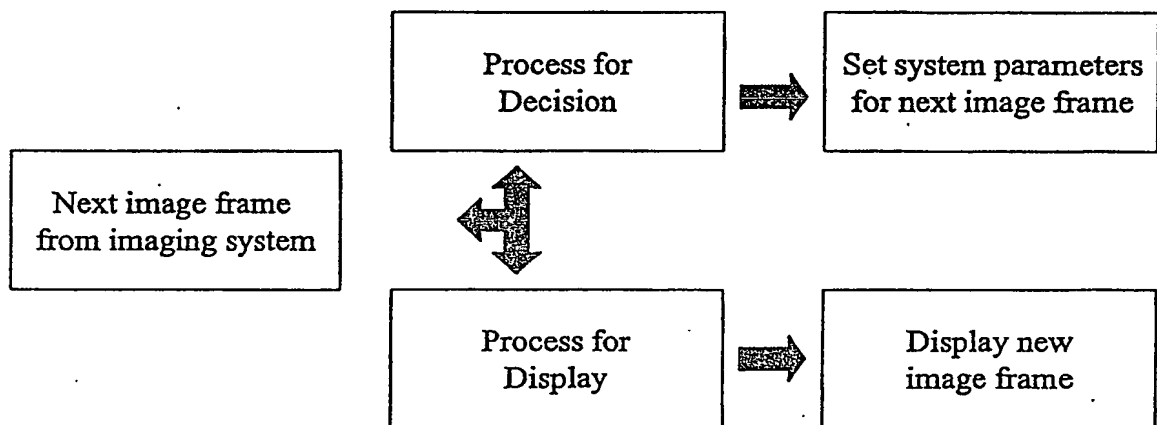 Process for
Decision
Set system parameters
for next image frame
Next image frame
from imaging system
Process for
Display
Display new
image frame